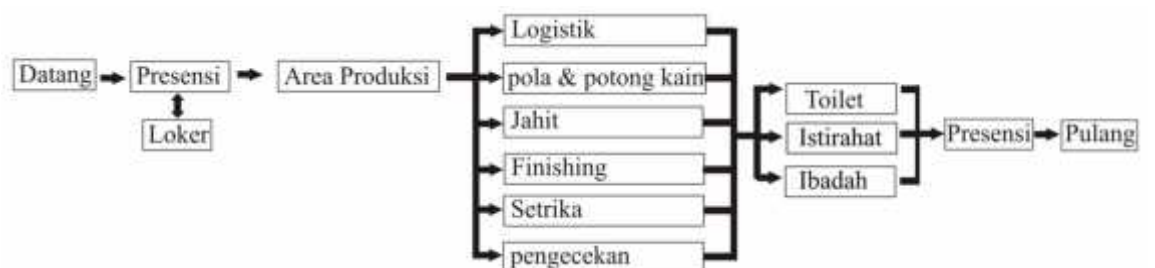 Datang
Presensi
Loker
Area Produksi
Logistik
pola & potong kain
Jahit
Finishing
Setrika
pengecekan
Toilet
Istirahat
Ibadah
Presensi
Pulang